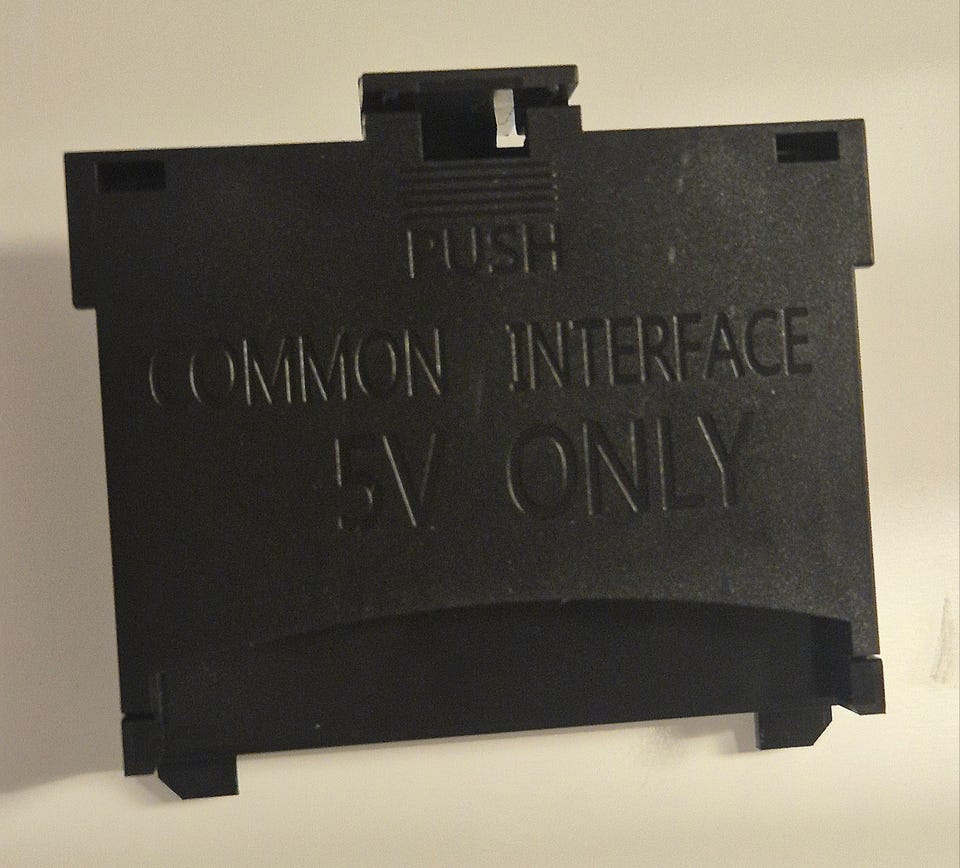 PUSH
COMMON INTERFACE
5V ONLY